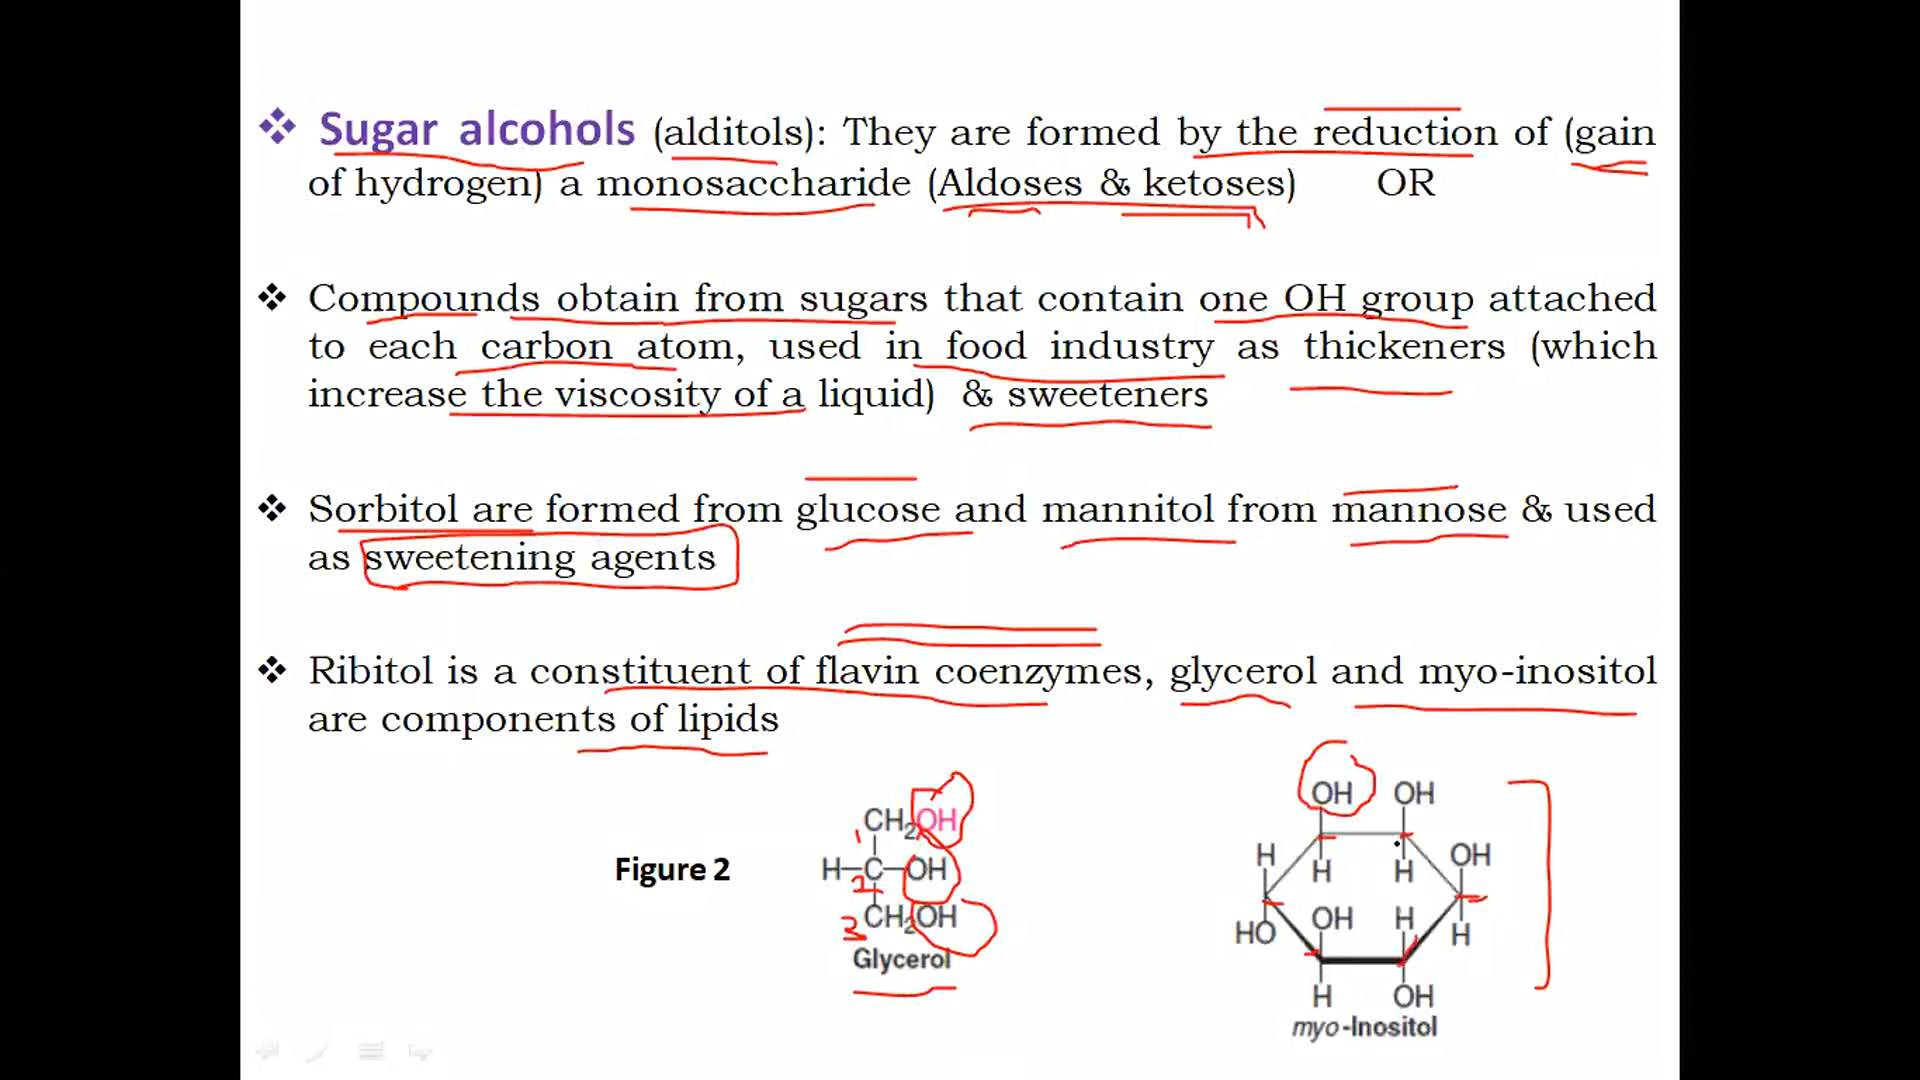 ❖ Sugar alcohols (alditols): They are formed by the reduction of (gain
of hydrogen) a monosaccharide (Aldoses & ketoses) OR
❖ Compounds obtain from sugars that contain one OH group attached
to each carbon atom, used in food industry as thickeners (which
increase the viscosity of a liquid) & sweeteners
❖ Sorbitol are formed from glucose and mannitol from mannose & used
as sweetening agents
❖ Ribitol is a constituent of flavin coenzymes, glycerol and myo-inositol
are components of lipids
Figure 2
CH₂OH
1
H–C–OH
2
CH₂OH
3
Glycerol
OH OH
H H H OH
HO OH H H
H OH
myo-Inositol